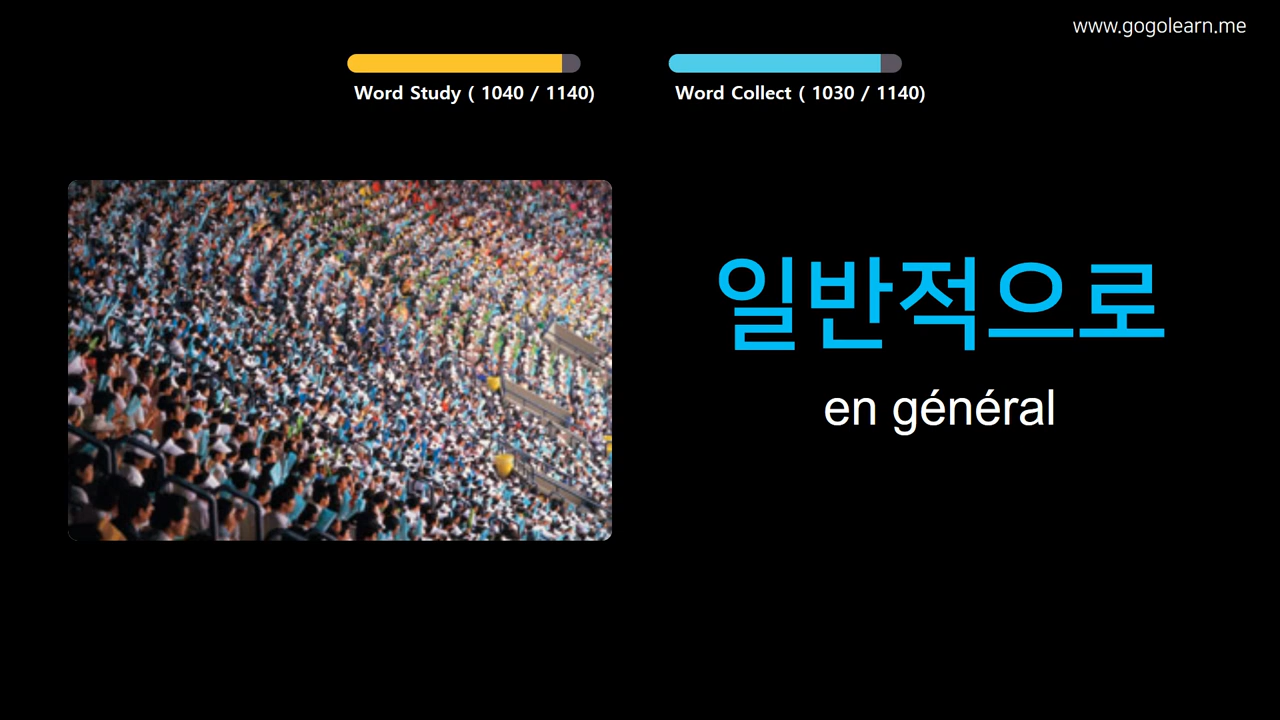 www.gogolearn.me
Word Study ( 1040 / 1140)
Word Collect ( 1030 / 1140)
일반적으로
en général